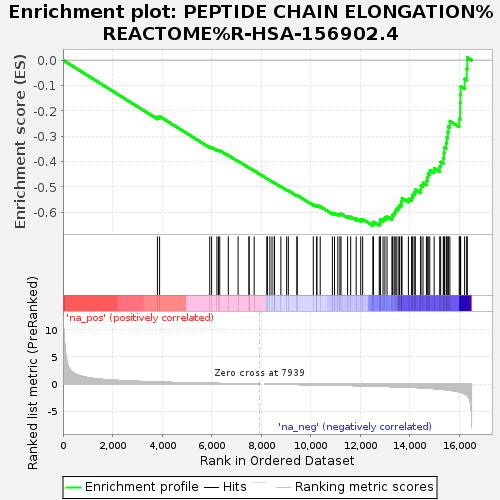 Enrichment plot: PEPTIDE CHAIN ELONGATION%
REACTOME%R-HSA-156902.4
Enrichment score (ES)
0.0
-0.1
-0.2
-0.3
-0.4
-0.5
-0.6
'na_pos' (positively correlated)
Ranked list metric (PreRanked)
10
5
0
-5
Zero cross at 7939
'na_neg' (negatively correlated)
0
2,000
4,000
6,000
8,000
10,000
12,000
14,000
16,000
Rank in Ordered Dataset
Enrichment profile
Hits
Ranking metric scores